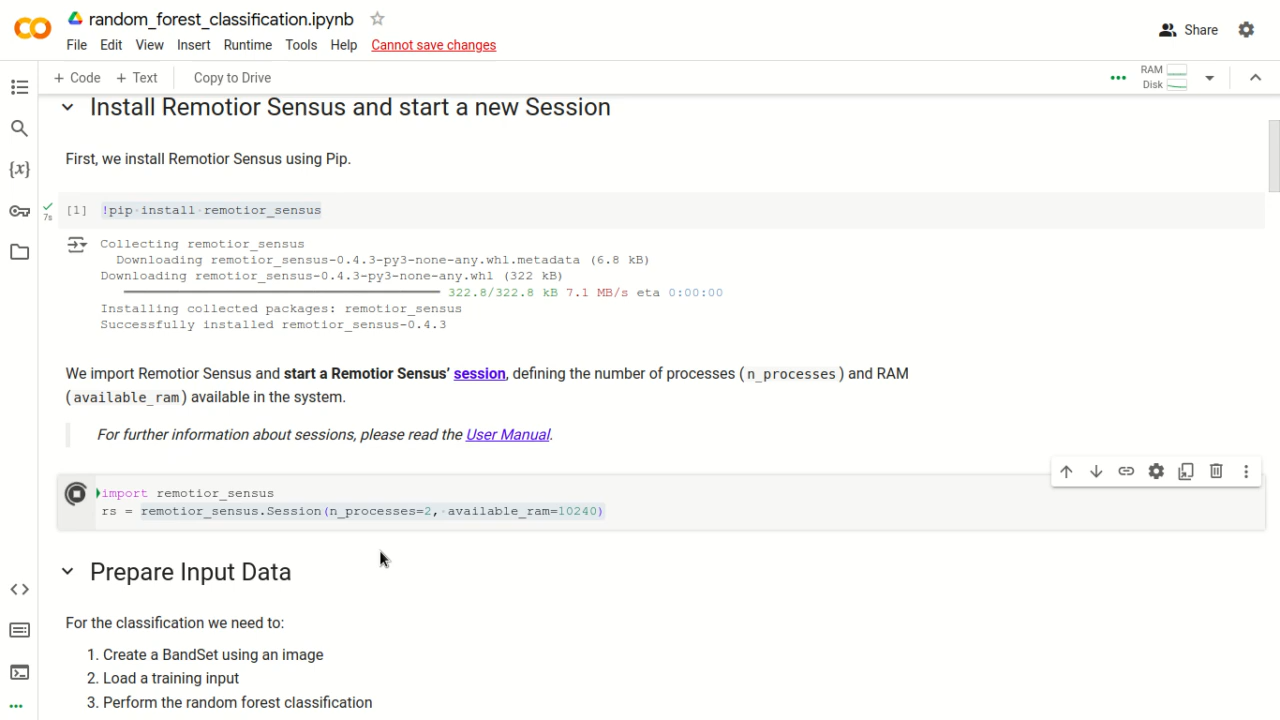 random_forest_classification.ipynb
File Edit View Insert Runtime Tools Help Cannot save changes
Share
+ Code + Text Copy to Drive
RAM
Disk
Install Remotior Sensus and start a new Session
First, we install Remotior Sensus using Pip.
7s
[1] !pip install remotior_sensus
Collecting remotior_sensus
Downloading remotior_sensus-0.4.3-py3-none-any.whl.metadata (6.8 kB)
Downloading remotior_sensus-0.4.3-py3-none-any.whl (322 kB)
322.8/322.8 kB 7.1 MB/s eta 0:00:00
Installing collected packages: remotior_sensus
Successfully installed remotior_sensus-0.4.3
We import Remotior Sensus and start a Remotior Sensus’ session, defining the number of processes (n_processes) and RAM
(available_ram) available in the system.
For further information about sessions, please read the User Manual.
import remotior_sensus
rs = remotior_sensus.Session(n_processes=2, available_ram=10240)
Prepare Input Data
For the classification we need to:
1. Create a BandSet using an image
2. Load a training input
3. Perform the random forest classification